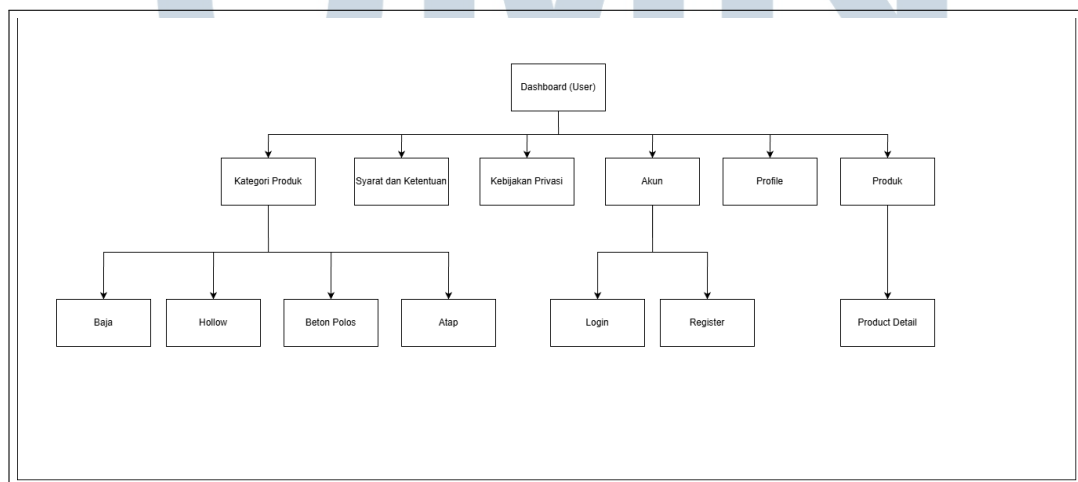 Dashboard (User)
Kategori Produk
Syarat dan Ketentuan
Kebijakan Privasi
Akun
Profile
Produk
Baja
Hollow
Beton Polos
Atap
Login
Register
Product Detail